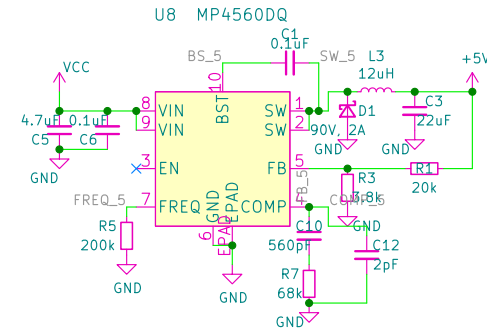 U8 MP4560DQ
C1
0.1uF
BS_5
SW_5
L3
12uH
+5V
VCC
10
BST
8 VIN
9 VIN
SW 1
SW 2
4.7uF 0.1uF
C5 C6
GND
D1
90V, 2A
GND
C3
22uF
GND
3 EN
FB 5
FB_5
R1
20k
R3
3.8k
GND
FREQ_5
7 FREQ
GND
6
EPAD
EPAD
COMP 4
COMP_5
R5
200k
GND
GND
C10
560pF
C12
2pF
R7
68k
GND